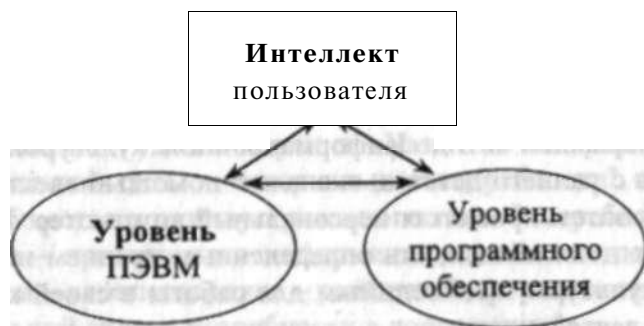 Интеллект
пользователя
Уровень
ПЭВМ
Уровень
программного
обеспечения